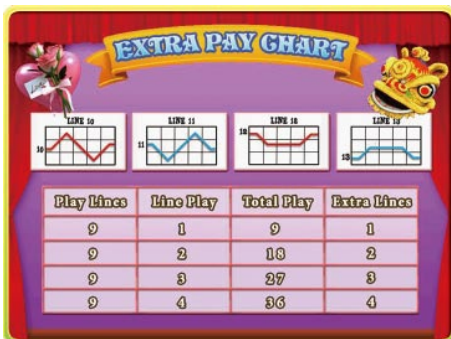 EXTRA PAY CHART
LINE 10
LINE 11
LINE 12
LINE 13
10
11
12
13
Play Lines Line Play Total Play Extra Lines
9 1 9 1
9 2 18 2
9 3 27 3
9 4 36 4